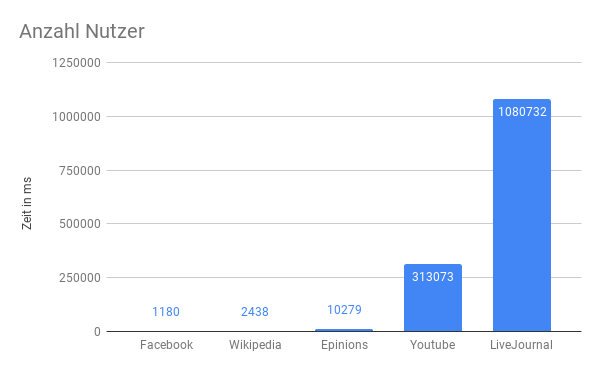 Anzahl Nutzer
Zeit in ms
1250000
1000000
750000
500000
250000
0
1180
2438
10279
313073
1080732
Facebook
Wikipedia
Epinions
Youtube
LiveJournal